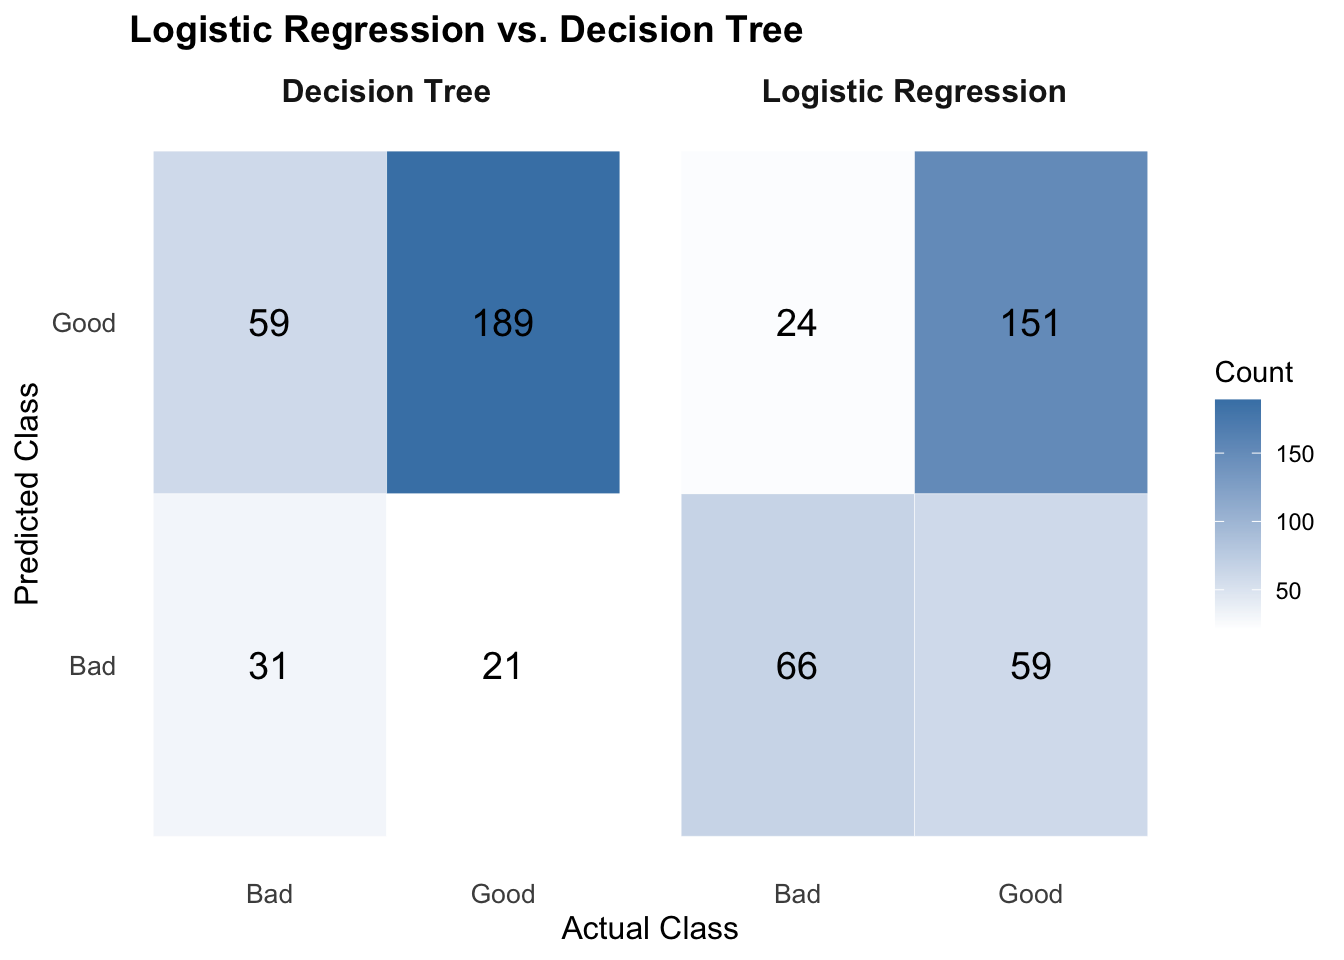 Logistic Regression vs. Decision Tree
Decision Tree
Logistic Regression
Predicted Class
Good
59
189
24
151
Bad
31
21
66
59
Bad
Good
Bad
Good
Actual Class
Count
150
100
50